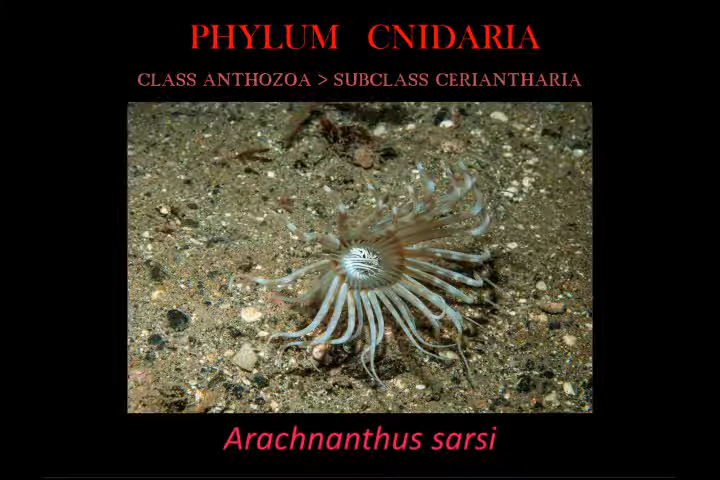 PHYLUM CNIDARIA
CLASS ANTHOZOA > SUBCLASS CERIANTHARIA
Arachnanthus sarsi